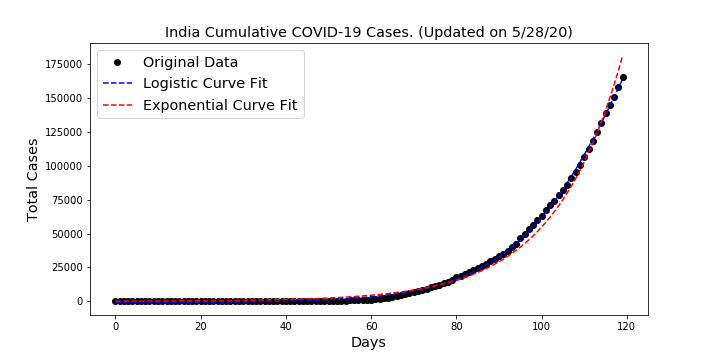 India Cumulative COVID-19 Cases. (Updated on 5/28/20)
Original Data
Logistic Curve Fit
Exponential Curve Fit
Total Cases
175000
150000
125000
100000
75000
50000
25000
0
0 20 40 60 80 100 120
Days